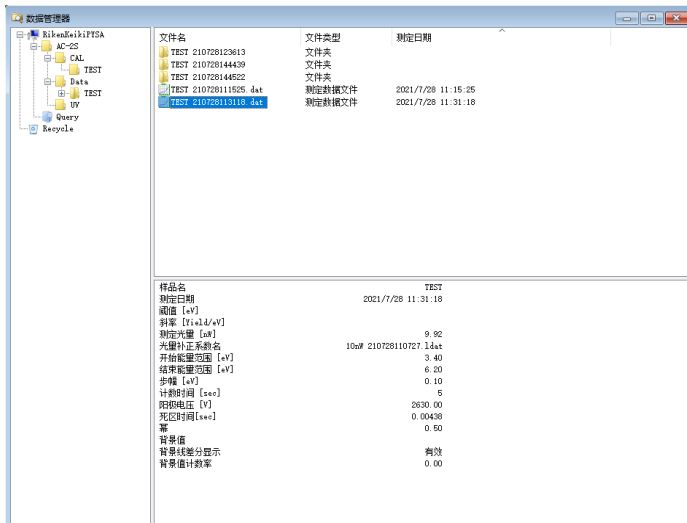 数据管理器
RikenKeikiPYSA
AC-2S
CAL
TEST
Data
TEST
UV
Query
Recycle
文件名 文件类型 测定日期
TEST 210728123613 文件夹
TEST 210728144439 文件夹
TEST 210728144522 文件夹
TEST 210728111525.dat 测定数据文件 2021/7/28 11:15:25
TEST 210728113118.dat 测定数据文件 2021/7/28 11:31:18
样品名 TEST
测定日期 2021/7/28 11:31:18
阈值 [eV]
斜率 [Yield/eV]
测定光量 [nW] 9.92
光量补正系数名 10nW 210728110727.ldat
开始能量范围 [eV] 3.40
结束能量范围 [eV] 6.20
步幅 [eV] 0.10
计数时间 [sec] 5
阳极电压 [V] 2630.00
死区时间[sec] 0.00438
幂 0.50
背景值
背景线差分显示 有效
背景值计数率 0.00